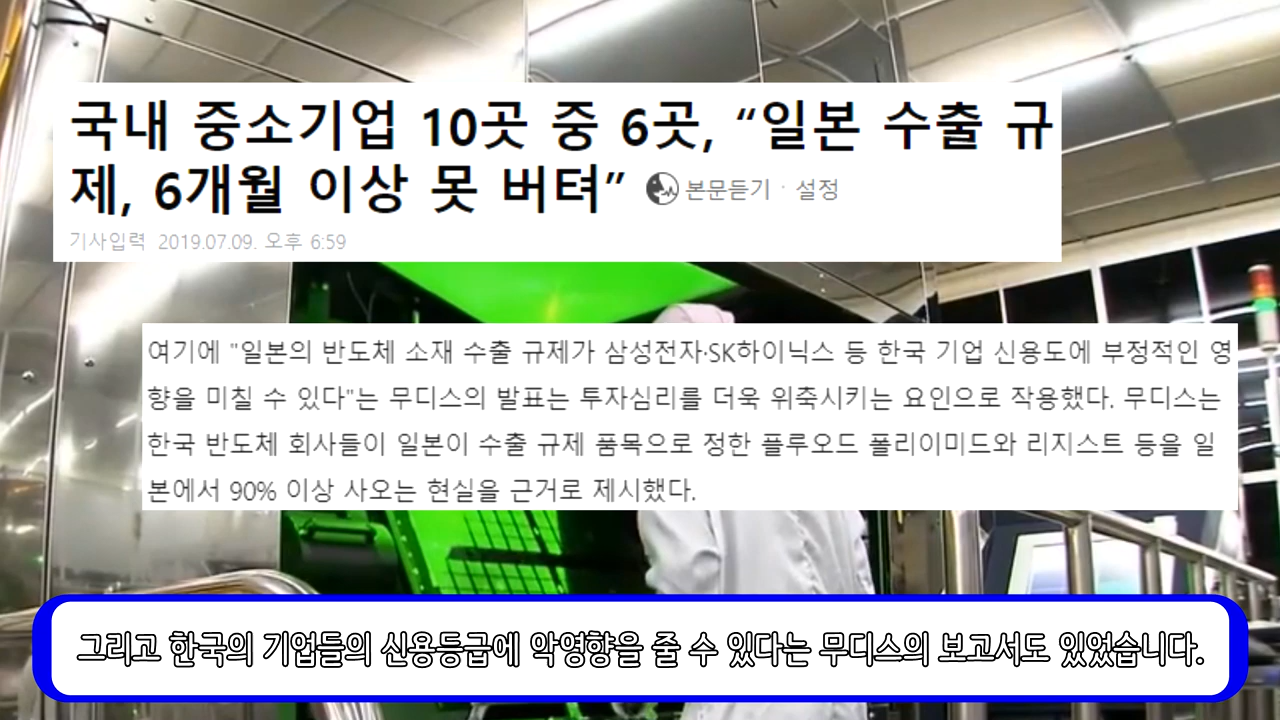 국내 중소기업 10곳 중 6곳, “일본 수출 규
제, 6개월 이상 못 버텨” 본문듣기 · 설정
기사입력 2019.07.09. 오후 6:59
여기에 "일본의 반도체 소재 수출 규제가 삼성전자·SK하이닉스 등 한국 기업 신용도에 부정적인 영
향을 미칠 수 있다"는 무디스의 발표는 투자심리를 더욱 위축시키는 요인으로 작용했다. 무디스는
한국 반도체 회사들이 일본이 수출 규제 품목으로 정한 플루오드 폴리이미드와 리지스트 등을 일
본에서 90% 이상 사오는 현실을 근거로 제시했다.
그리고 한국의 기업들의 신용등급에 악영향을 줄 수 있다는 무디스의 보고서도 있었습니다.